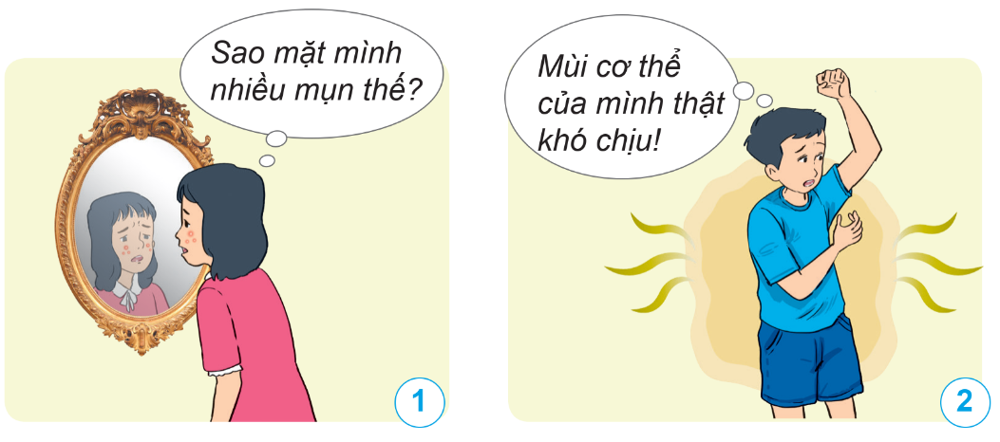 Sao mặt mình
nhiều mụn thế?
Mùi cơ thể
của mình thật
khó chịu!
1
2